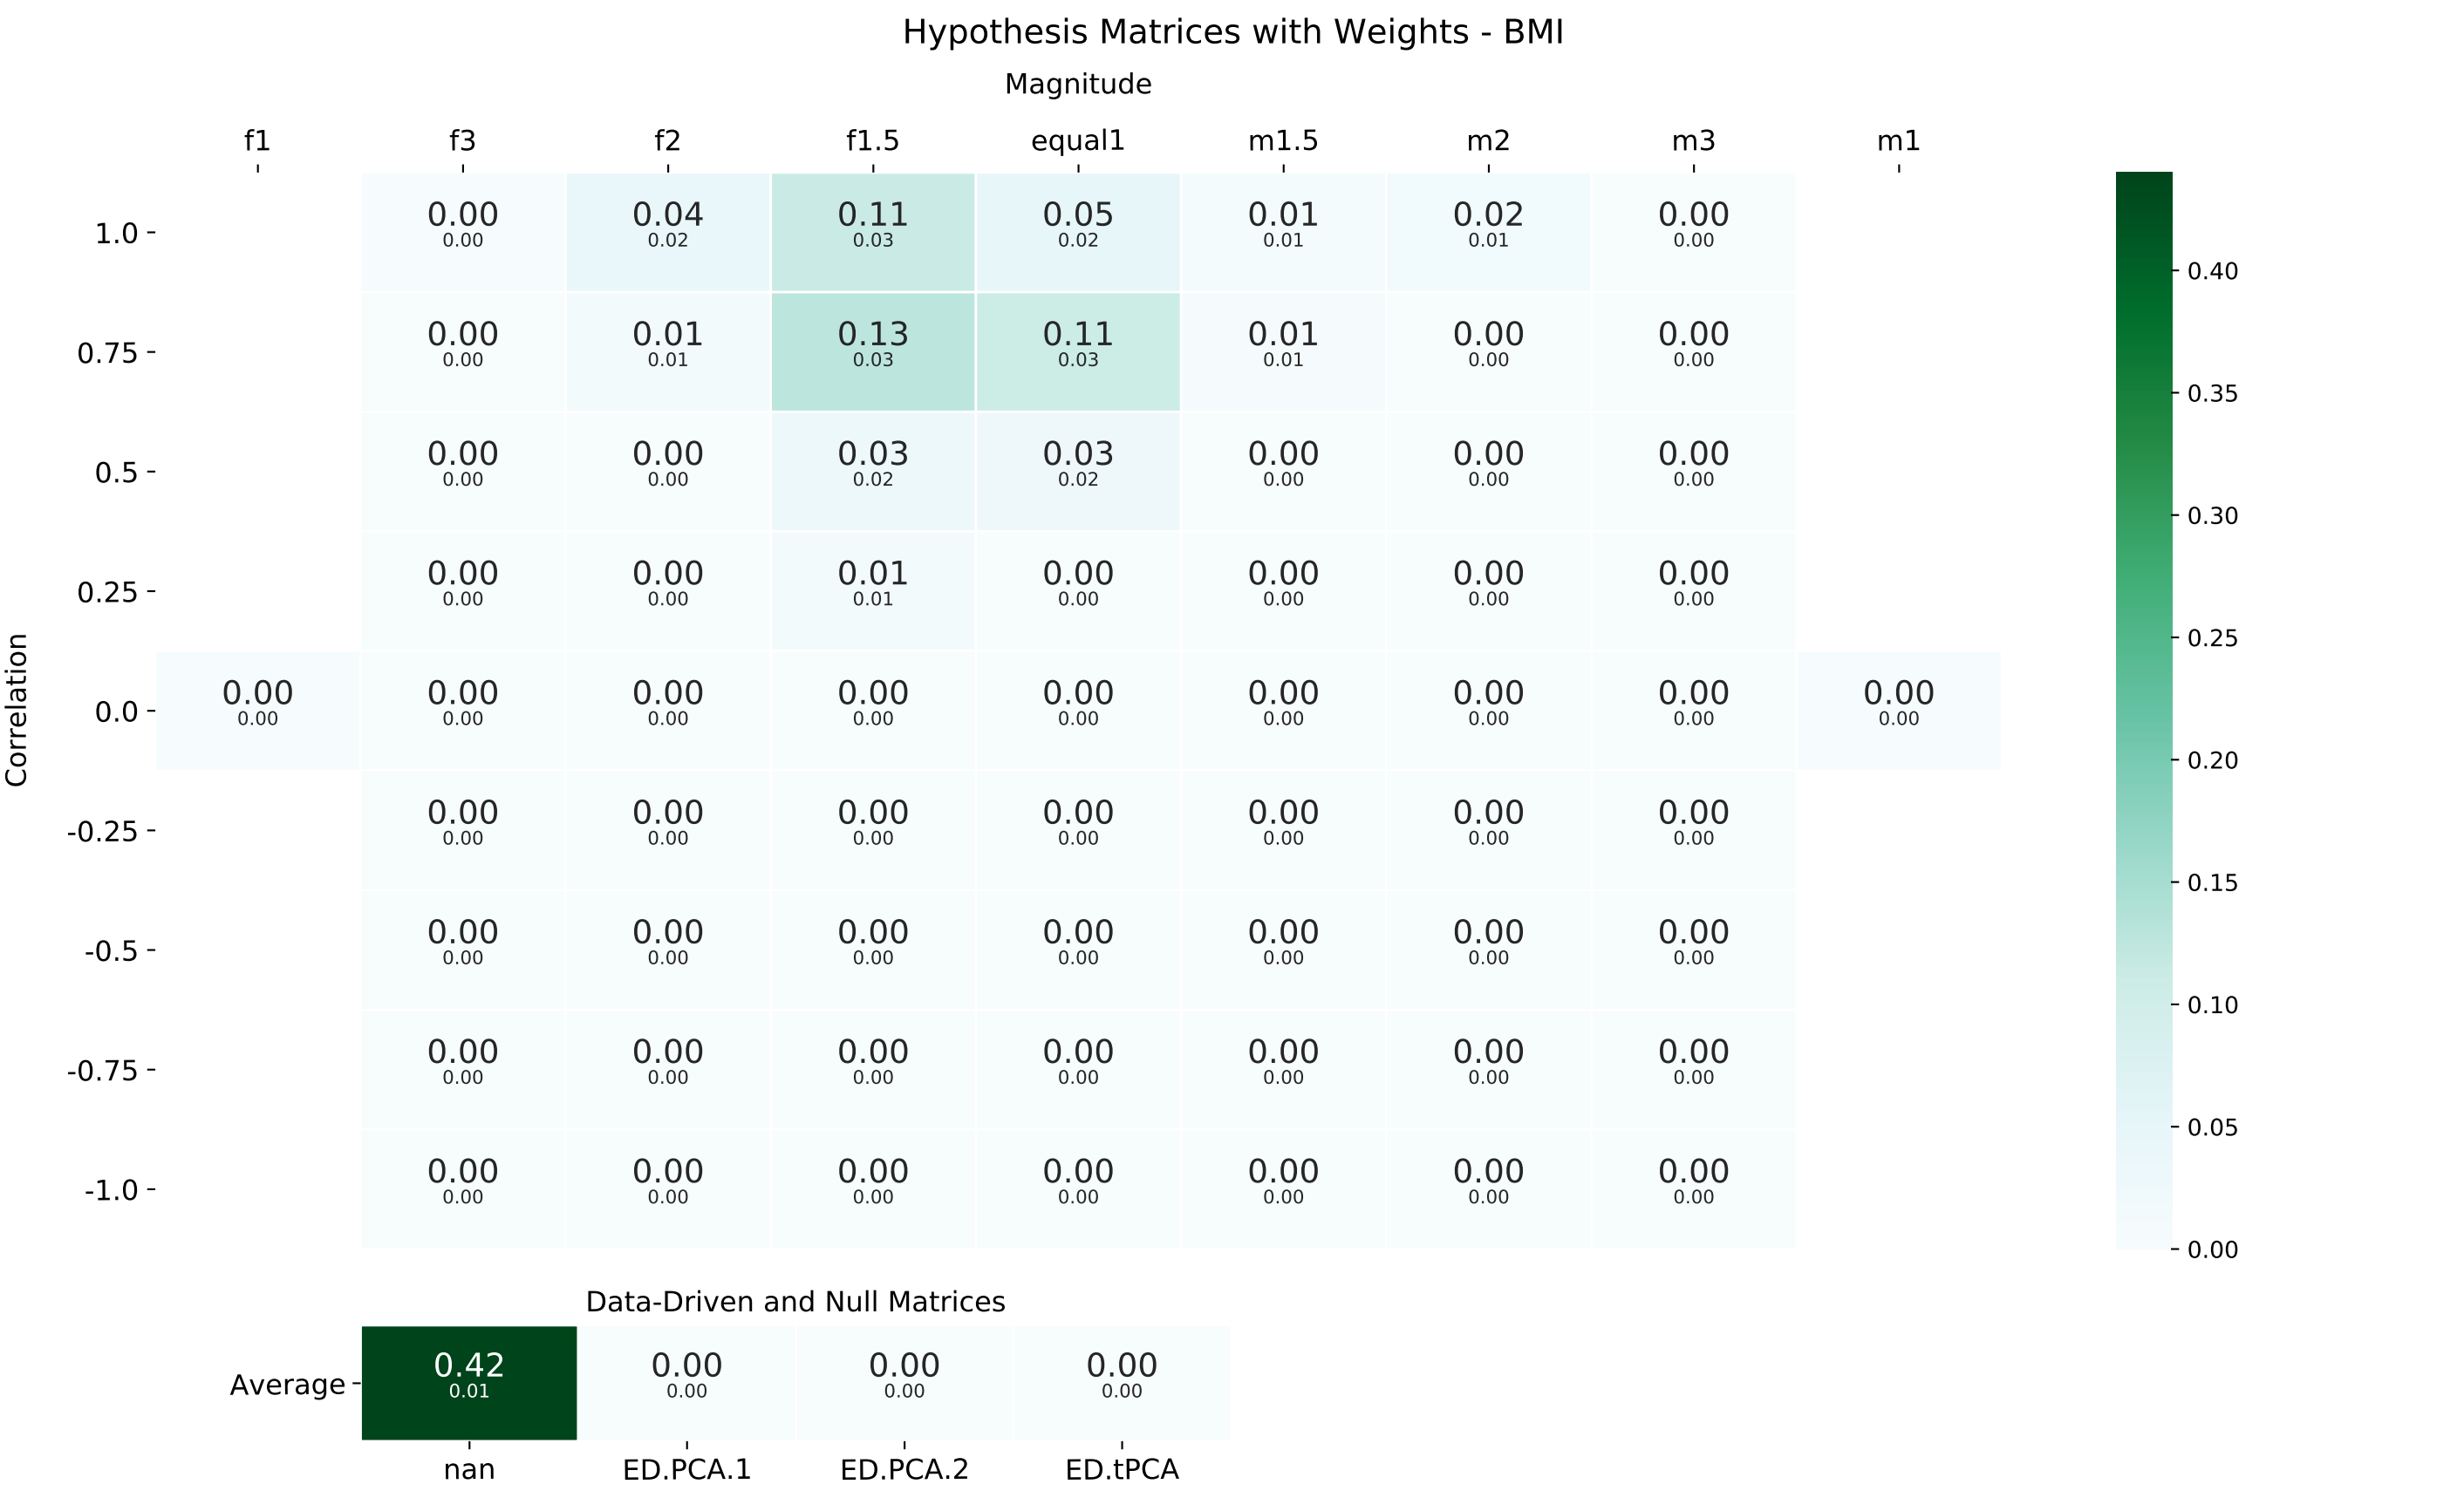 Hypothesis Matrices with Weights - BMI
Magnitude
f1 f3 f2 f1.5 equal1 m1.5 m2 m3 m1
1.0 0.00 0.04 0.11 0.05 0.01 0.02 0.00
0.00 0.02 0.03 0.02 0.01 0.01 0.00
0.40
0.75 0.00 0.01 0.13 0.11 0.01 0.00 0.00
0.00 0.01 0.03 0.03 0.01 0.00 0.00
0.35
0.5 0.00 0.00 0.03 0.03 0.00 0.00 0.00
0.00 0.00 0.02 0.02 0.00 0.00 0.00
0.30
0.25 0.00 0.00 0.01 0.00 0.00 0.00 0.00
0.00 0.00 0.01 0.00 0.00 0.00 0.00
0.25
Correlation
0.0 0.00 0.00 0.00 0.00 0.00 0.00 0.00 0.00 0.00
0.00 0.00 0.00 0.00 0.00 0.00 0.00 0.00 0.00
0.20
-0.25 0.00 0.00 0.00 0.00 0.00 0.00 0.00
0.00 0.00 0.00 0.00 0.00 0.00 0.00
0.15
-0.5 0.00 0.00 0.00 0.00 0.00 0.00 0.00
0.00 0.00 0.00 0.00 0.00 0.00 0.00
0.10
-0.75 0.00 0.00 0.00 0.00 0.00 0.00 0.00
0.00 0.00 0.00 0.00 0.00 0.00 0.00
0.05
-1.0 0.00 0.00 0.00 0.00 0.00 0.00 0.00
0.00 0.00 0.00 0.00 0.00 0.00 0.00
0.00
Data-Driven and Null Matrices
Average 0.42 0.00 0.00 0.00
0.01 0.00 0.00 0.00
nan ED.PCA.1 ED.PCA.2 ED.tPCA